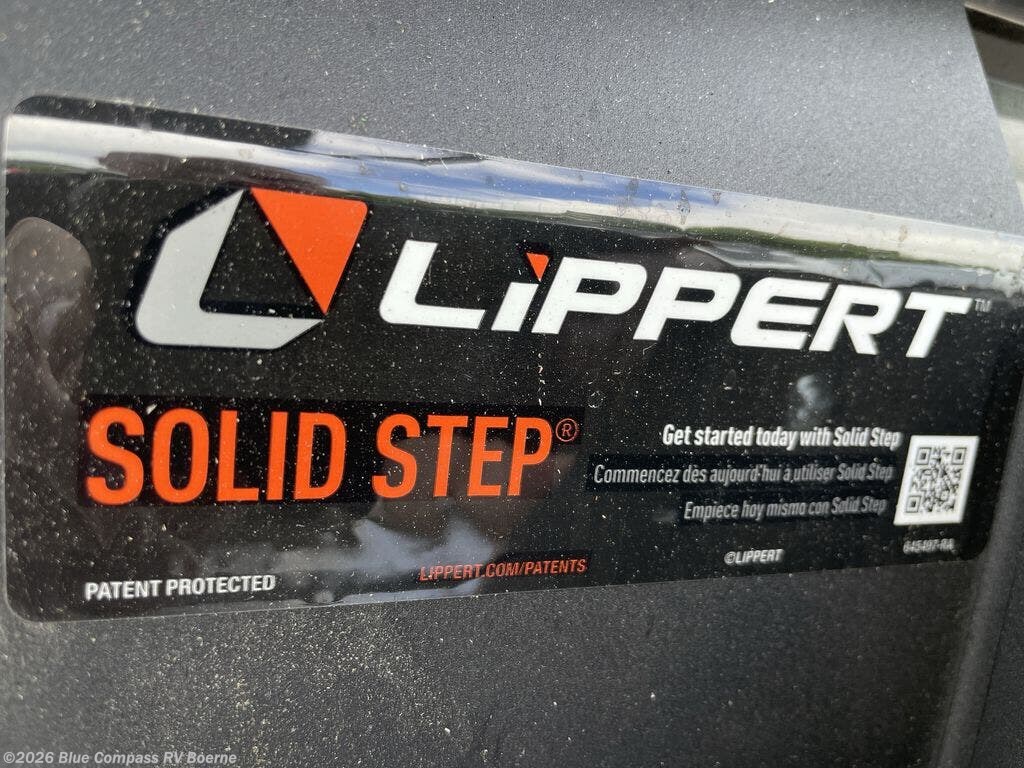 LiPPERT™
SOLID STEP®
Get started today with Solid Step
Commencez dès aujourd'hui à utiliser Solid Step
Empiece hoy mismo con Solid Step
©LIPPERT
PATENT PROTECTED
LIPPERT.COM/PATENTS
©2026 Blue Compass RV Boerne